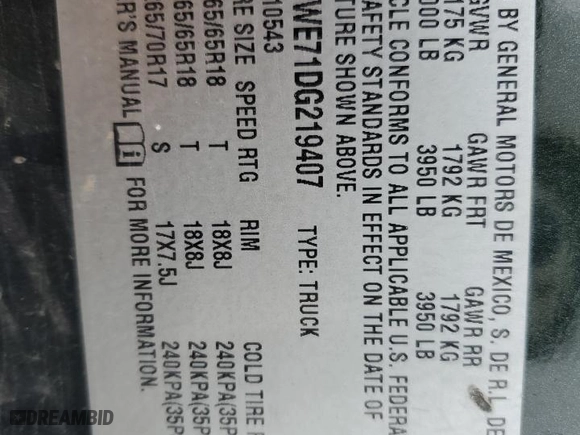 BY GENERAL MOTORS DE MEXICO, S. DE R.L. DE
GVWR GAWR FRT GAWR RR
175 KG 1792 KG 1792 KG
000 LB 3950 LB 3950 LB
CLE CONFORMS TO ALL APPLICABLE U.S. FEDERA
AFETY STANDARDS IN EFFECT ON THE DATE OF
TURE SHOWN ABOVE.
WE71DG219407 TYPE: TRUCK
10543
RE SIZE SPEED RTG RIM COLD TIRE
65/65R18 T 18X8J 240KPA(35P
65/65R18 T 18X8J 240KPA(35P
65/70R17 S 17X7.5J 240KPA(35P
R'S MANUAL i FOR MORE INFORMATION.
DREAMBID